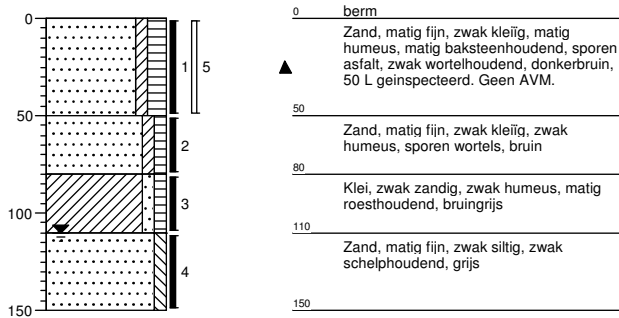 0
50
100
150
1
5
2
3
4
0 berm
Zand, matig fijn, zwak kleiïg, matig
humeus, matig baksteenhoudend, sporen
asfalt, zwak wortelhoudend, donkerbruin,
50 L geinspecteerd. Geen AVM.
50
Zand, matig fijn, zwak kleiïg, zwak
humeus, sporen wortels, bruin
80
Klei, zwak zandig, zwak humeus, matig
roesthoudend, bruingrijs
110
Zand, matig fijn, zwak siltig, zwak
schelphoudend, grijs
150